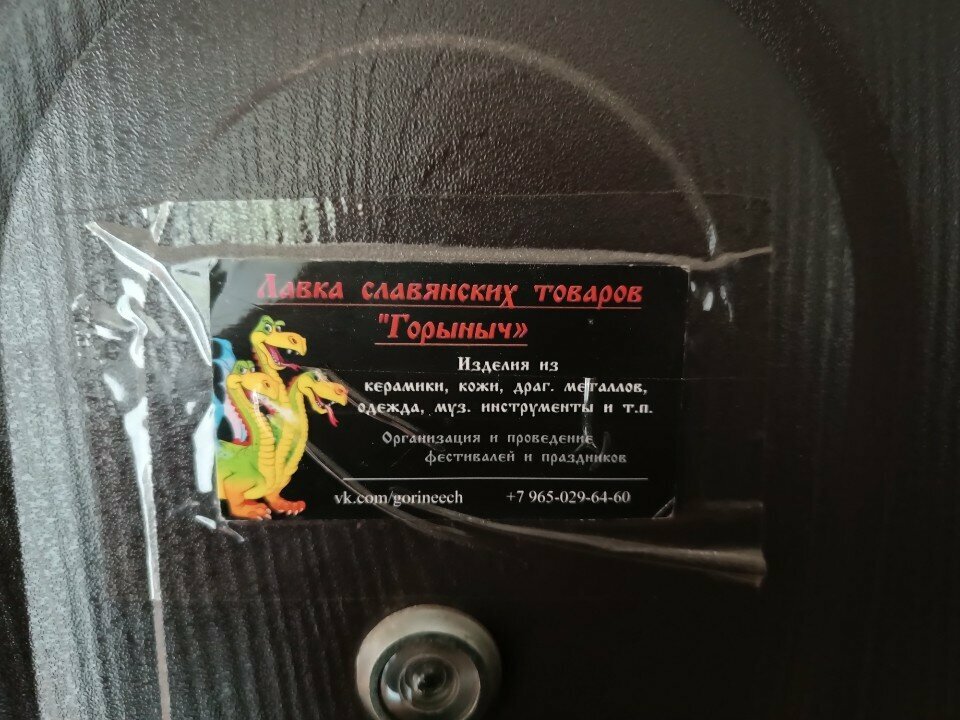 Лавка славянских товаров
"Горыныч»
Изделия из
керамики, кожи, драг. металлов,
одежда, муз. инструменты и т.п.
Организация и проведение
фестивалей и праздников
vk.com/gorineech +7 965-029-64-60